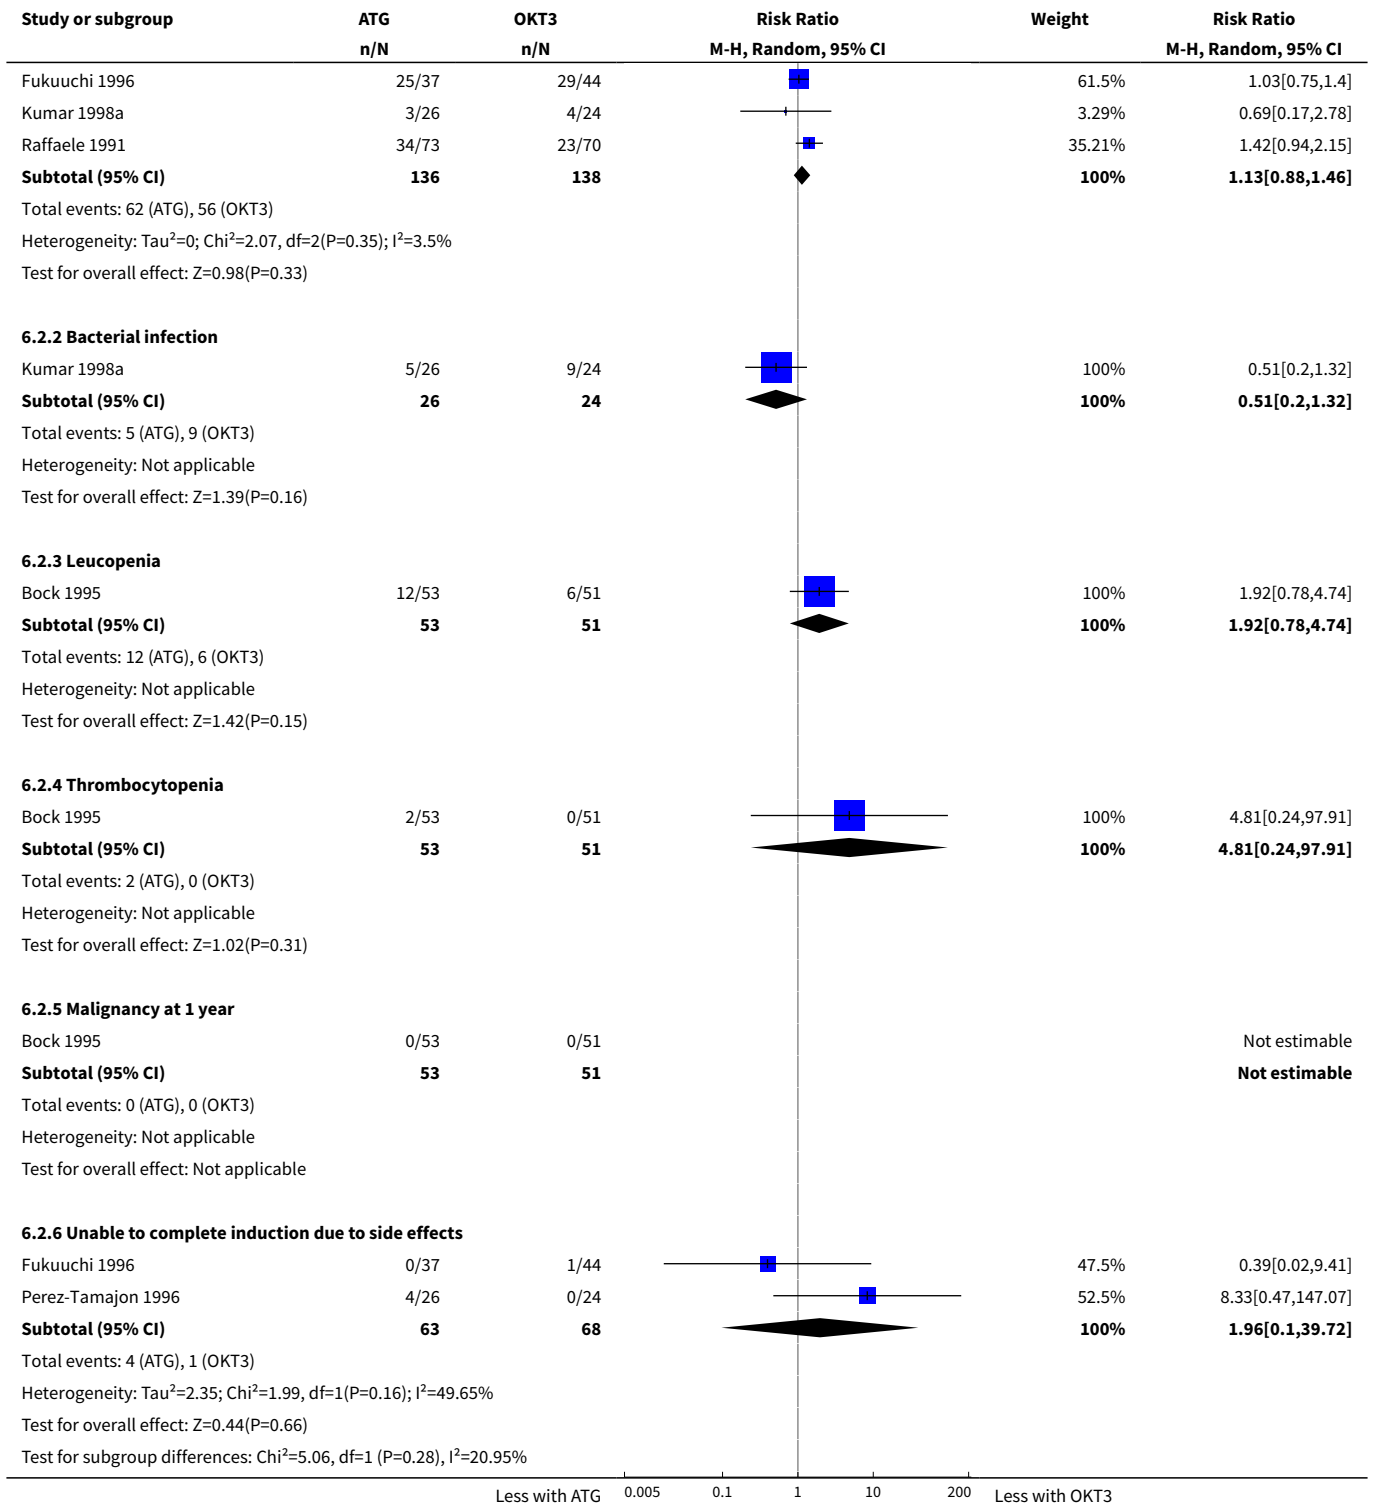 Study or subgroup ATG OKT3 Risk Ratio Weight Risk Ratio
n/N n/N M-H, Random, 95% CI M-H, Random, 95% CI
Fukuuchi 1996 25/37 29/44 61.5% 1.03[0.75,1.4]
Kumar 1998a 3/26 4/24 3.29% 0.69[0.17,2.78]
Raffaele 1991 34/73 23/70 35.21% 1.42[0.94,2.15]
Subtotal (95% CI) 136 138 100% 1.13[0.88,1.46]
Total events: 62 (ATG), 56 (OKT3)
Heterogeneity: Tau²=0; Chi²=2.07, df=2(P=0.35); I²=3.5%
Test for overall effect: Z=0.98(P=0.33)
6.2.2 Bacterial infection
Kumar 1998a 5/26 9/24 100% 0.51[0.2,1.32]
Subtotal (95% CI) 26 24 100% 0.51[0.2,1.32]
Total events: 5 (ATG), 9 (OKT3)
Heterogeneity: Not applicable
Test for overall effect: Z=1.39(P=0.16)
6.2.3 Leucopenia
Bock 1995 12/53 6/51 100% 1.92[0.78,4.74]
Subtotal (95% CI) 53 51 100% 1.92[0.78,4.74]
Total events: 12 (ATG), 6 (OKT3)
Heterogeneity: Not applicable
Test for overall effect: Z=1.42(P=0.15)
6.2.4 Thrombocytopenia
Bock 1995 2/53 0/51 100% 4.81[0.24,97.91]
Subtotal (95% CI) 53 51 100% 4.81[0.24,97.91]
Total events: 2 (ATG), 0 (OKT3)
Heterogeneity: Not applicable
Test for overall effect: Z=1.02(P=0.31)
6.2.5 Malignancy at 1 year
Bock 1995 0/53 0/51 Not estimable
Subtotal (95% CI) 53 51 Not estimable
Total events: 0 (ATG), 0 (OKT3)
Heterogeneity: Not applicable
Test for overall effect: Not applicable
6.2.6 Unable to complete induction due to side effects
Fukuuchi 1996 0/37 1/44 47.5% 0.39[0.02,9.41]
Perez-Tamajon 1996 4/26 0/24 52.5% 8.33[0.47,147.07]
Subtotal (95% CI) 63 68 100% 1.96[0.1,39.72]
Total events: 4 (ATG), 1 (OKT3)
Heterogeneity: Tau²=2.35; Chi²=1.99, df=1(P=0.16); I²=49.65%
Test for overall effect: Z=0.44(P=0.66)
Test for subgroup differences: Chi²=5.06, df=1 (P=0.28), I²=20.95%
Less with ATG 0.005 0.1 1 10 200 Less with OKT3